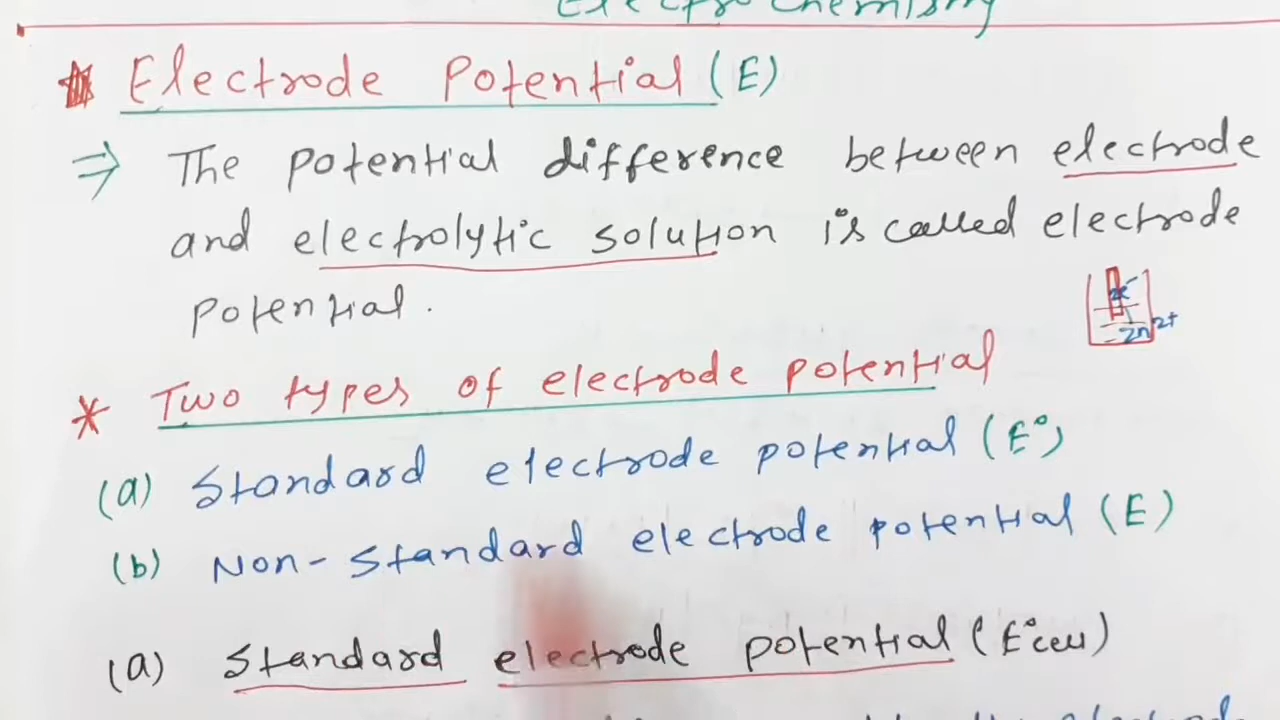 Electrochemistry
* Electrode Potential (E)
⇒ The potential difference between electrode
and electrolytic solution is called electrode
potential.
Zn2+
* Two types of electrode potential
(a) Standard electrode potential (E°)
(b) Non-Standard electrode potential (E)
(a) Standard electrode potential (E°cell)